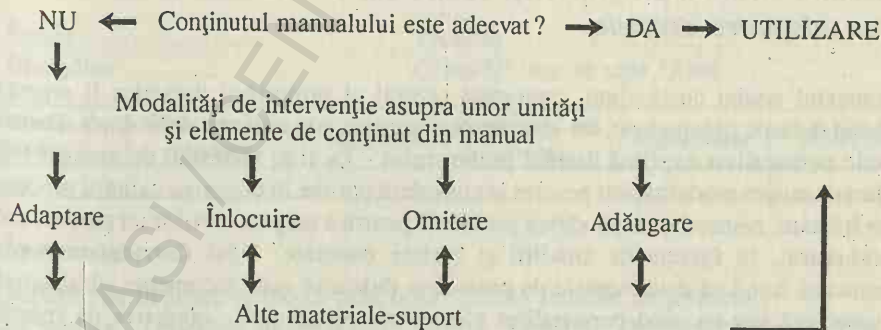 NU Conţinutul manualului este adecvat? DA UTILIZARE
Modalităţi de intervenţie asupra unor unităţi
şi elemente de conţinut din manual
Adaptare Înlocuire Omitere Adăugare
Alte materiale-suport